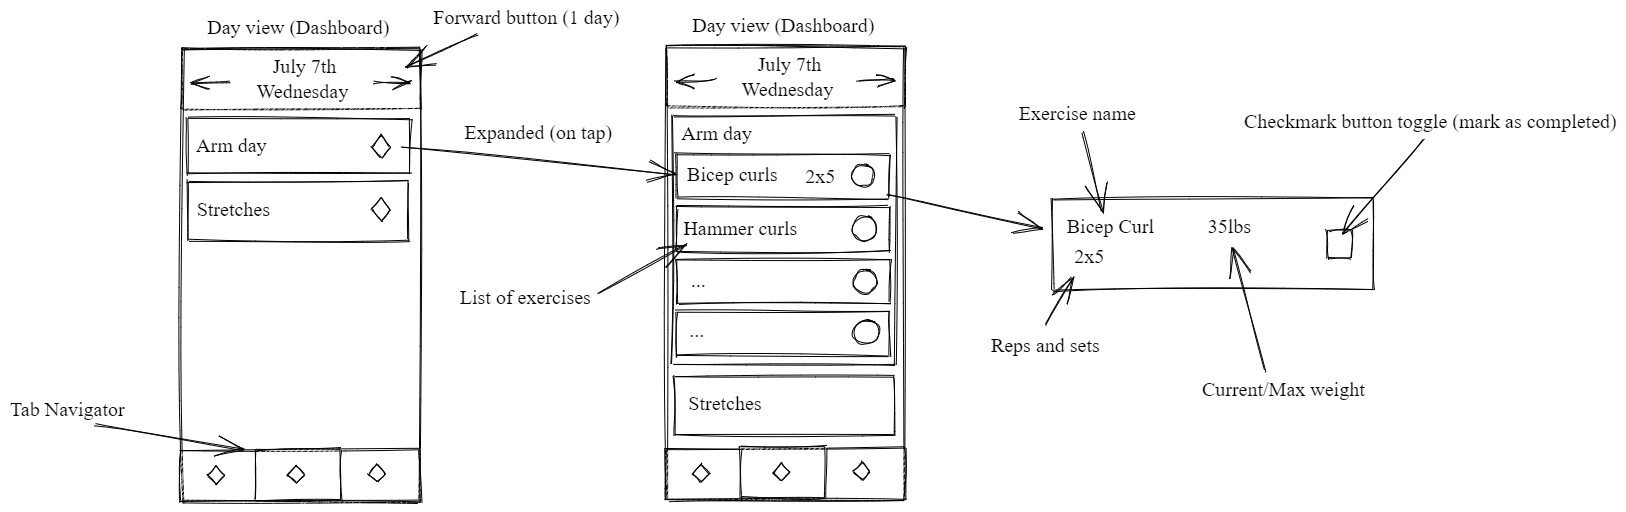 Day view (Dashboard)
Forward button (1 day)
July 7th
Wednesday
Arm day
Stretches
Tab Navigator
Expanded (on tap)
Day view (Dashboard)
July 7th
Wednesday
Arm day
Bicep curls 2x5
Hammer curls
...
...
Stretches
List of exercises
Exercise name
Checkmark button toggle (mark as completed)
Bicep Curl 35lbs
2x5
Reps and sets
Current/Max weight